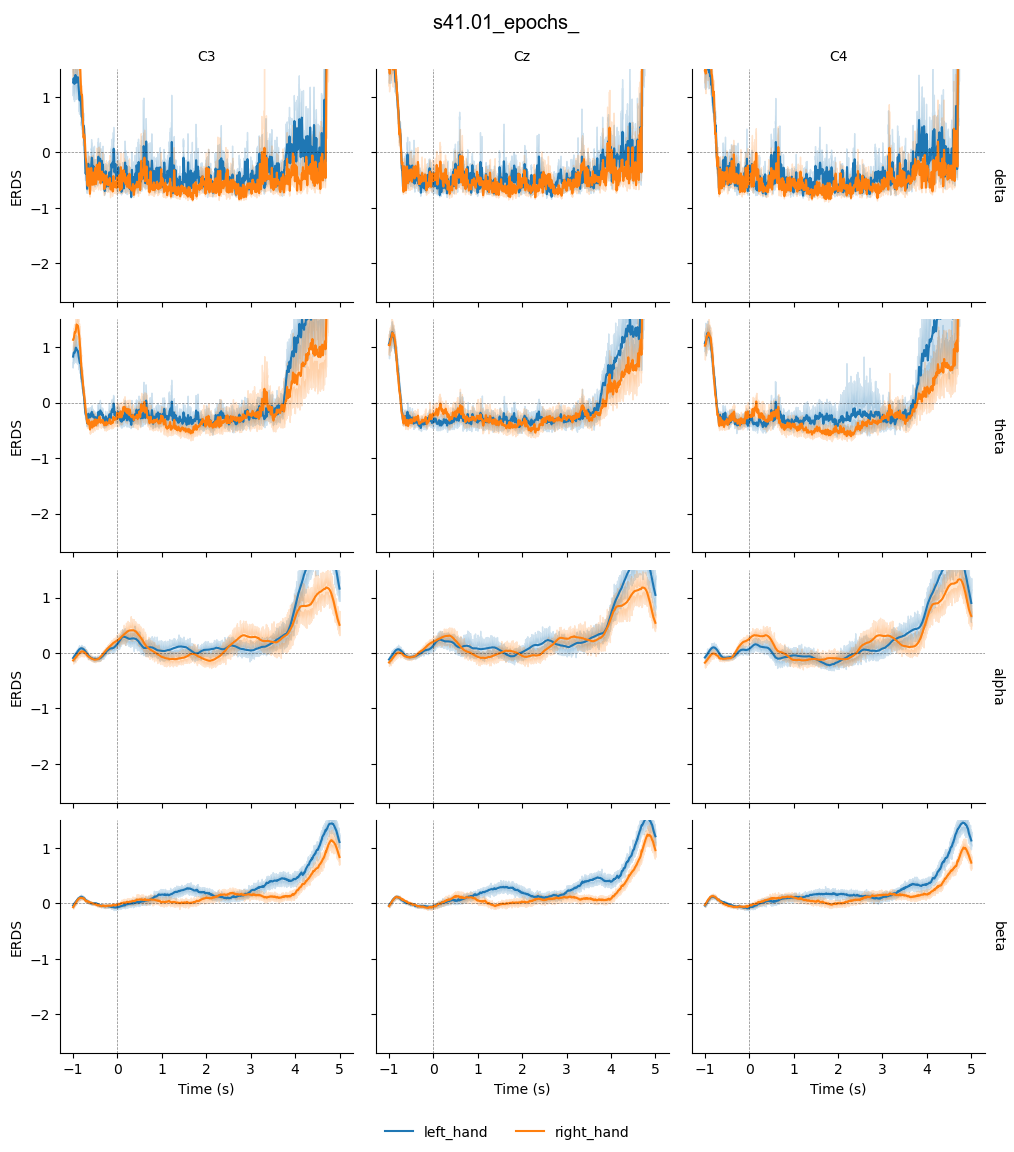 s41.01_epochs_
C3 Cz C4
1
0
−1
−2
ERDS
delta
1
0
−1
−2
ERDS
theta
1
0
−1
−2
ERDS
alpha
1
0
−1
−2
ERDS
beta
−1 0 1 2 3 4 5 −1 0 1 2 3 4 5 −1 0 1 2 3 4 5
Time (s) Time (s) Time (s)
left_hand right_hand